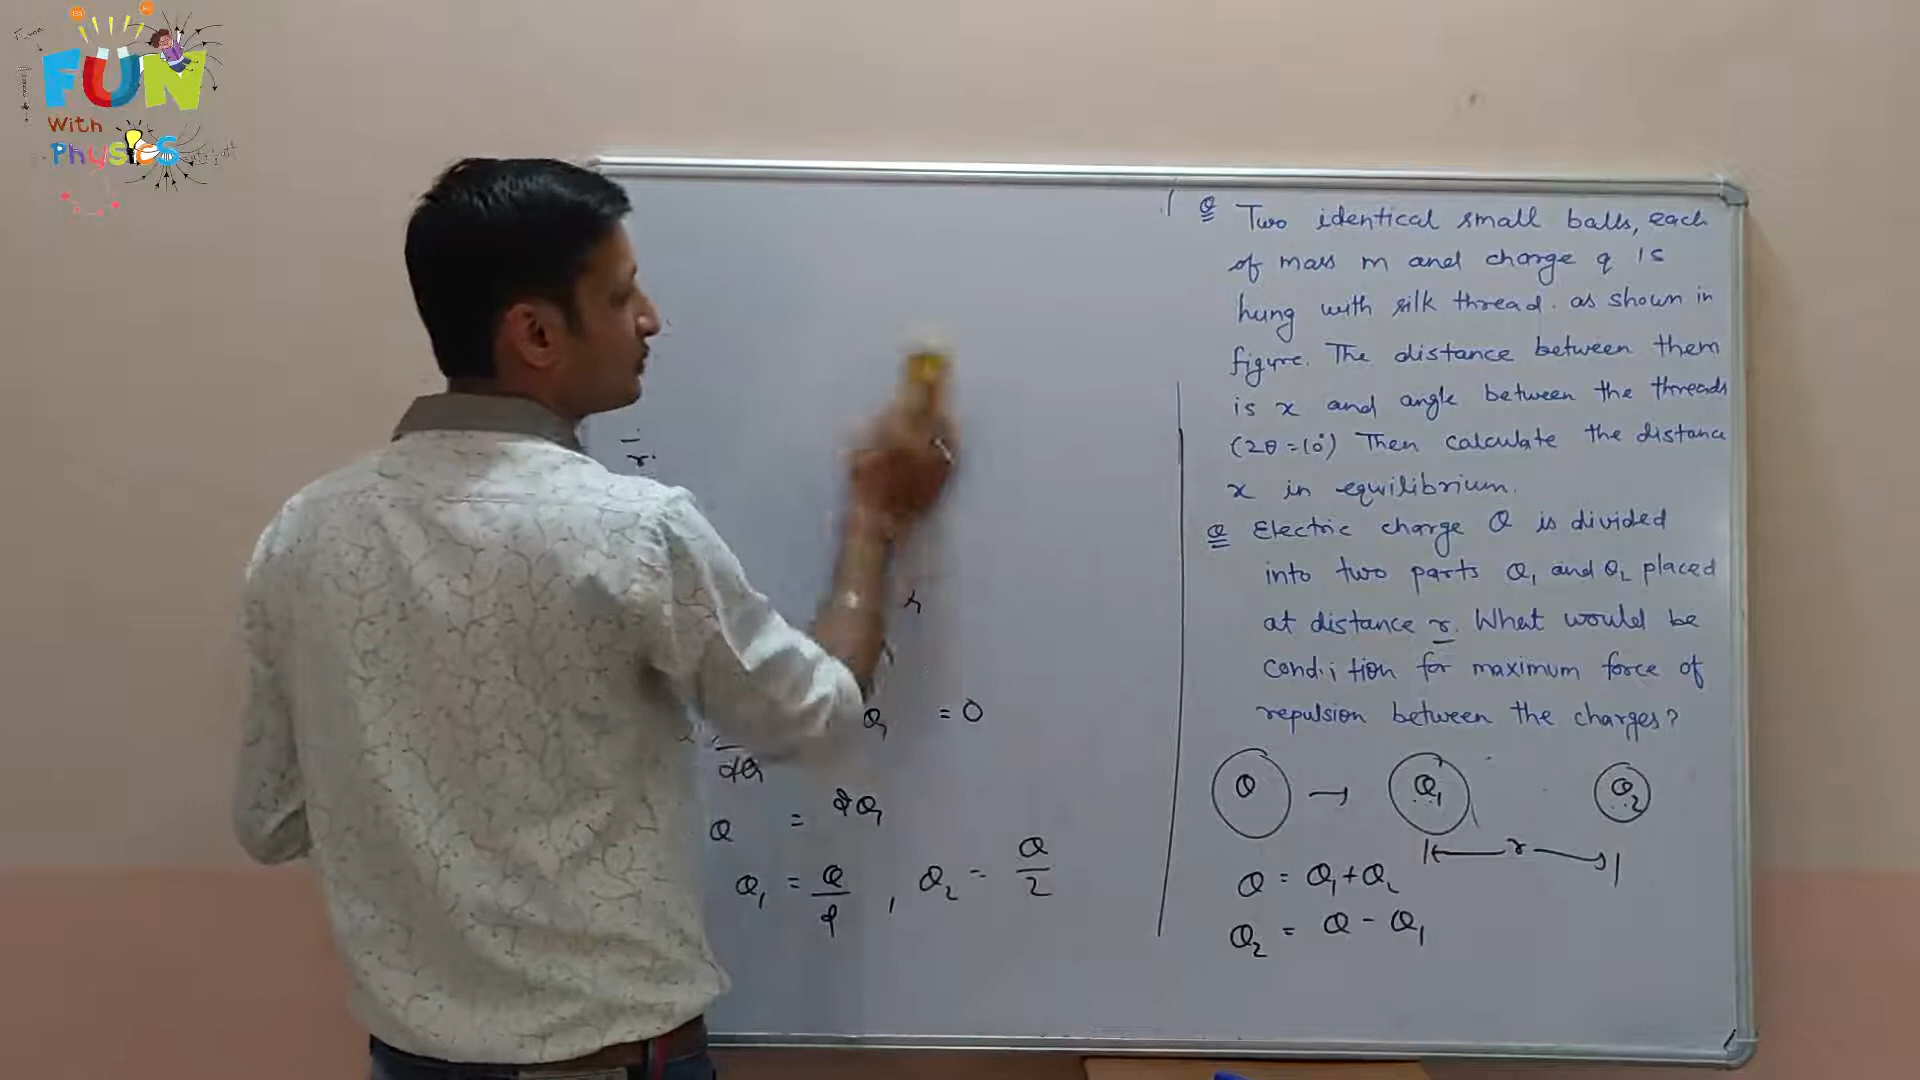 FUN
With
Physics
Q Two identical small balls, each
of mass m and charge q is
hung with silk thread. as shown in
figure. The distance between them
is x and angle between the threads
(2θ = 10°) Then calculate the distance
x in equilibrium.
Q Electric charge Q is divided
into two parts Q₁ and Q₂ placed
at distance r. What would be
condition for maximum force of
repulsion between the charges?
Q → Q₁ Q₂
r
Q = Q₁ + Q₂
Q₂ = Q - Q₁
Q₁ = 0
Q = 2Q₁
Q₁ = Q/2, Q₂ = Q/2